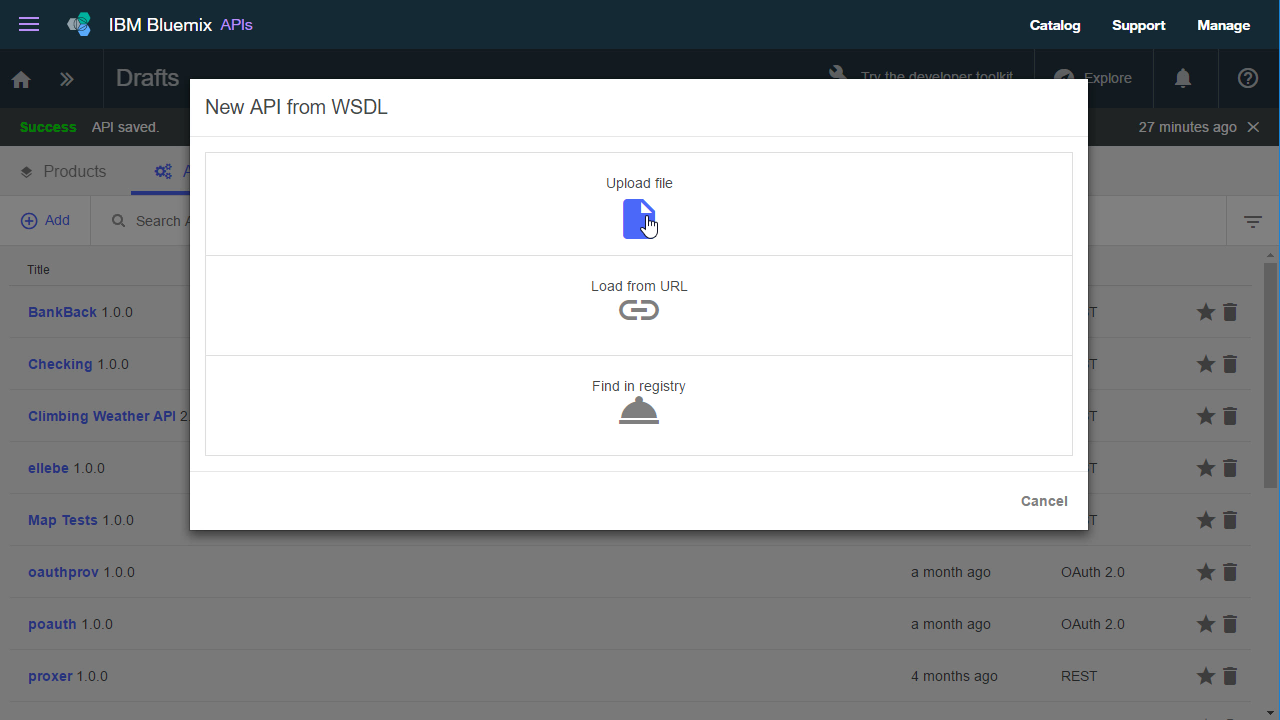 IBM Bluemix APIs
Catalog Support Manage
Drafts
Try the developer toolkit
Explore
New API from WSDL
Success API saved.
27 minutes ago
Products
Add
Search
Upload file
Load from URL
Find in registry
Cancel
Title
BankBack 1.0.0
Checking 1.0.0
Climbing Weather API 2
ellebe 1.0.0
Map Tests 1.0.0
oauthprov 1.0.0 a month ago OAuth 2.0
poauth 1.0.0 a month ago OAuth 2.0
proxer 1.0.0 4 months ago REST